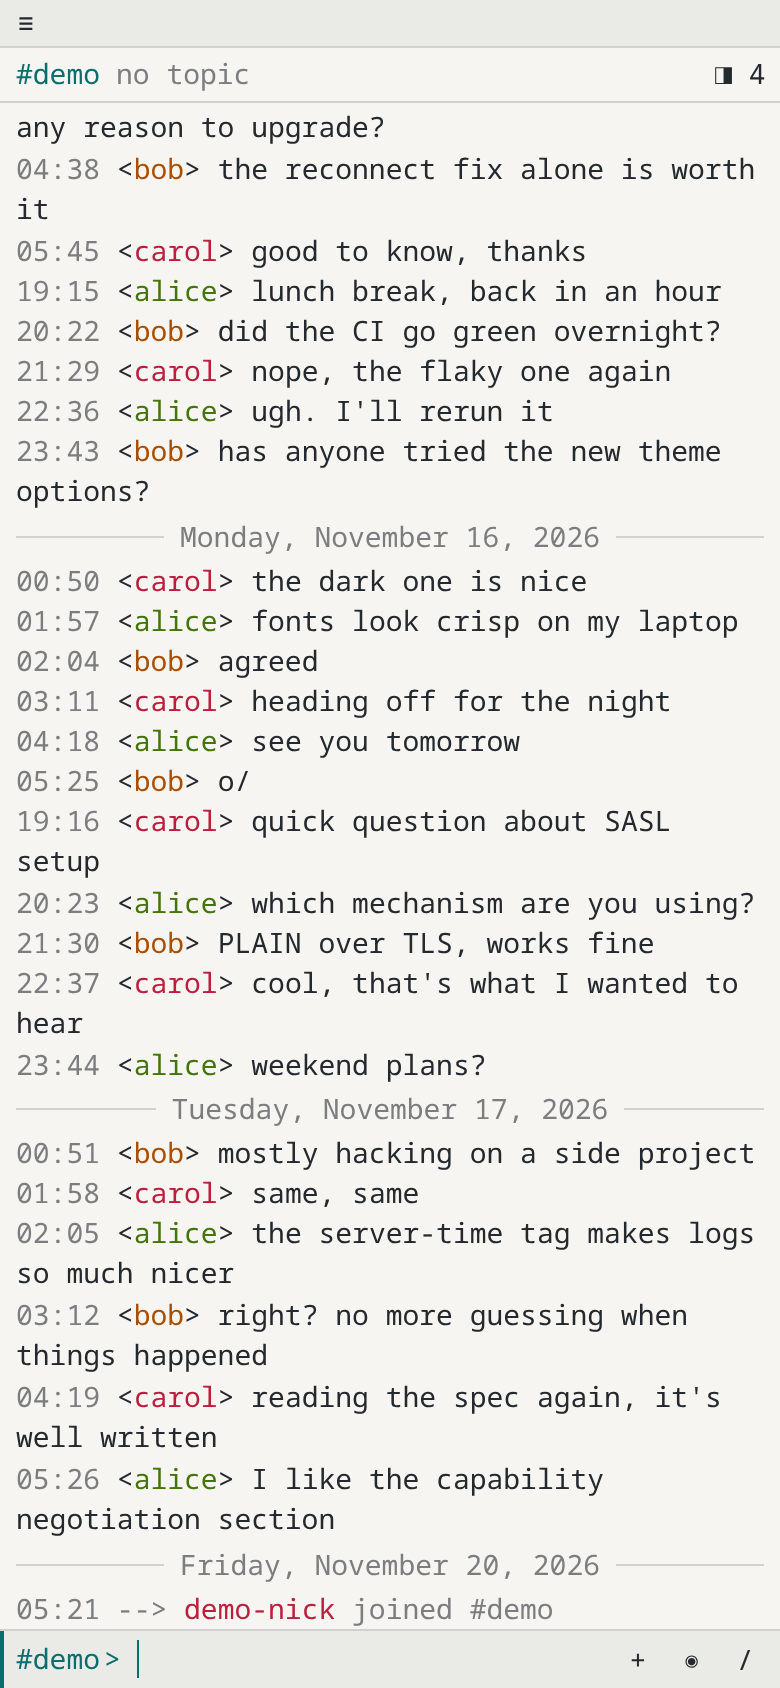 ≡
#demo no topic ◨ 4
any reason to upgrade?
04:38 <bob> the reconnect fix alone is worth
it
05:45 <carol> good to know, thanks
19:15 <alice> lunch break, back in an hour
20:22 <bob> did the CI go green overnight?
21:29 <carol> nope, the flaky one again
22:36 <alice> ugh. I'll rerun it
23:43 <bob> has anyone tried the new theme
options?
Monday, November 16, 2026
00:50 <carol> the dark one is nice
01:57 <alice> fonts look crisp on my laptop
02:04 <bob> agreed
03:11 <carol> heading off for the night
04:18 <alice> see you tomorrow
05:25 <bob> o/
19:16 <carol> quick question about SASL
setup
20:23 <alice> which mechanism are you using?
21:30 <bob> PLAIN over TLS, works fine
22:37 <carol> cool, that's what I wanted to
hear
23:44 <alice> weekend plans?
Tuesday, November 17, 2026
00:51 <bob> mostly hacking on a side project
01:58 <carol> same, same
02:05 <alice> the server-time tag makes logs
so much nicer
03:12 <bob> right? no more guessing when
things happened
04:19 <carol> reading the spec again, it's
well written
05:26 <alice> I like the capability
negotiation section
Friday, November 20, 2026
05:21 --> demo-nick joined #demo
#demo> + ◉ /